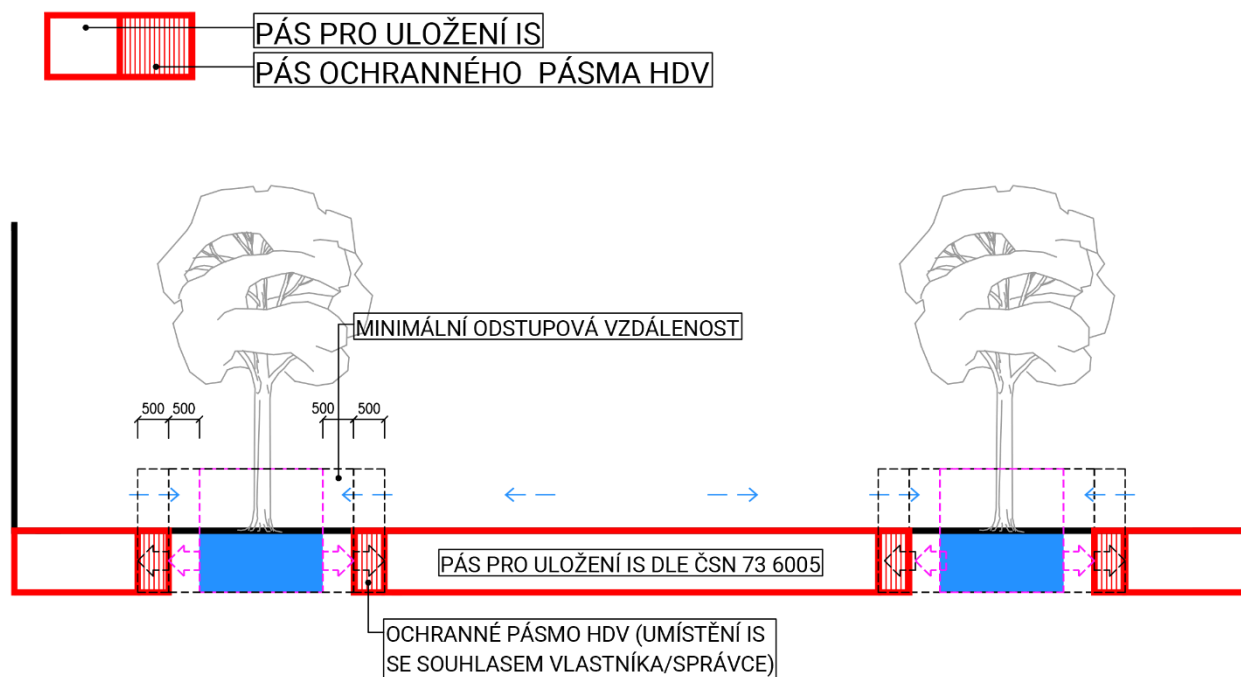 PÁS PRO ULOŽENÍ IS
PÁS OCHRANNÉHO PÁSMA HDV
MINIMÁLNÍ ODSTUPOVÁ VZDÁLENOST
500 500 500 500
PÁS PRO ULOŽENÍ IS DLE ČSN 73 6005
OCHRANNÉ PÁSMO HDV (UMÍSTĚNÍ IS
SE SOUHLASEM VLASTNÍKA/SPRÁVCE)